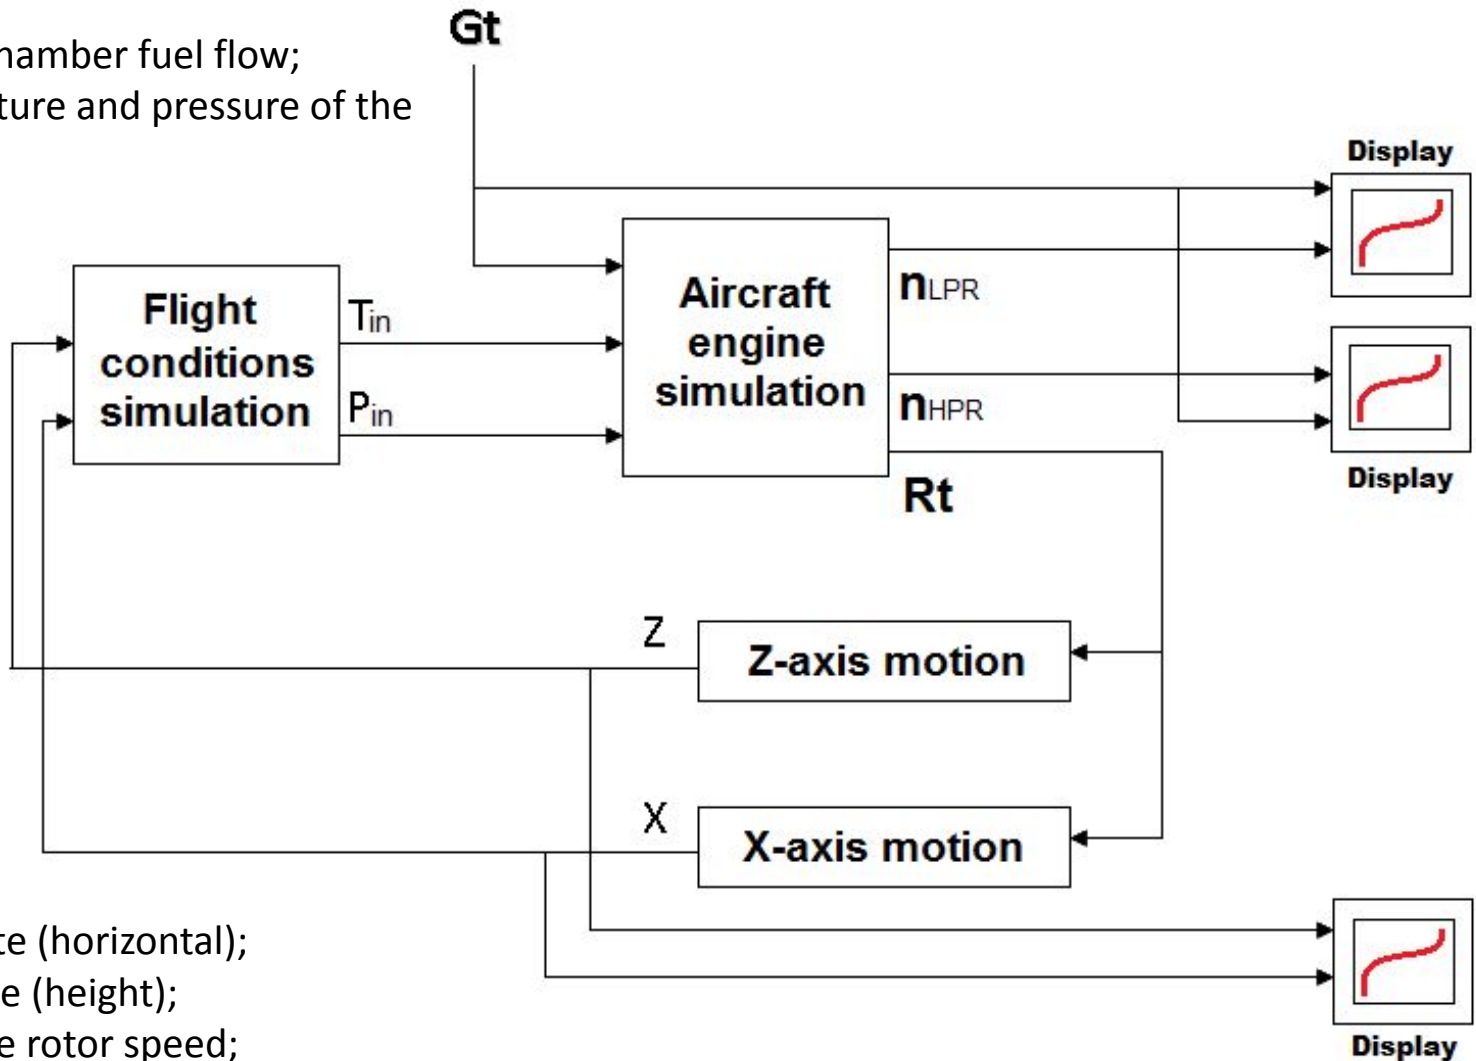 Gt
hamber fuel flow;
ture and pressure of the
Display
Flight
conditions
simulation
Tin
Pin
Aircraft
engine
simulation
nLPR
nHPR
Rt
Display
Z
Z-axis motion
X
X-axis motion
te (horizontal);
e (height);
e rotor speed;
Display